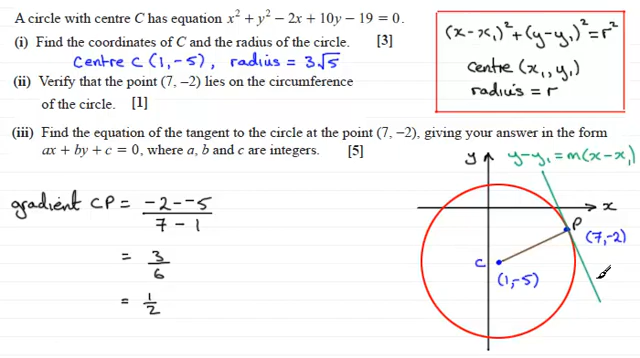 A circle with centre C has equation x² + y² − 2x + 10y − 19 = 0.
(i) Find the coordinates of C and the radius of the circle. [3]
Centre C (1, −5), radius = 3√5
(ii) Verify that the point (7, −2) lies on the circumference
of the circle. [1]
(iii) Find the equation of the tangent to the circle at the point (7, −2), giving your answer in the form
ax + by + c = 0, where a, b and c are integers. [5]
(x − x₁)² + (y − y₁)² = r²
centre (x₁, y₁)
radius = r
gradient CP = (−2 − −5) / (7 − 1)
= 3/6
= 1/2
y
y − y₁ = m(x − x₁)
x
P
(7, −2)
C
(1, −5)